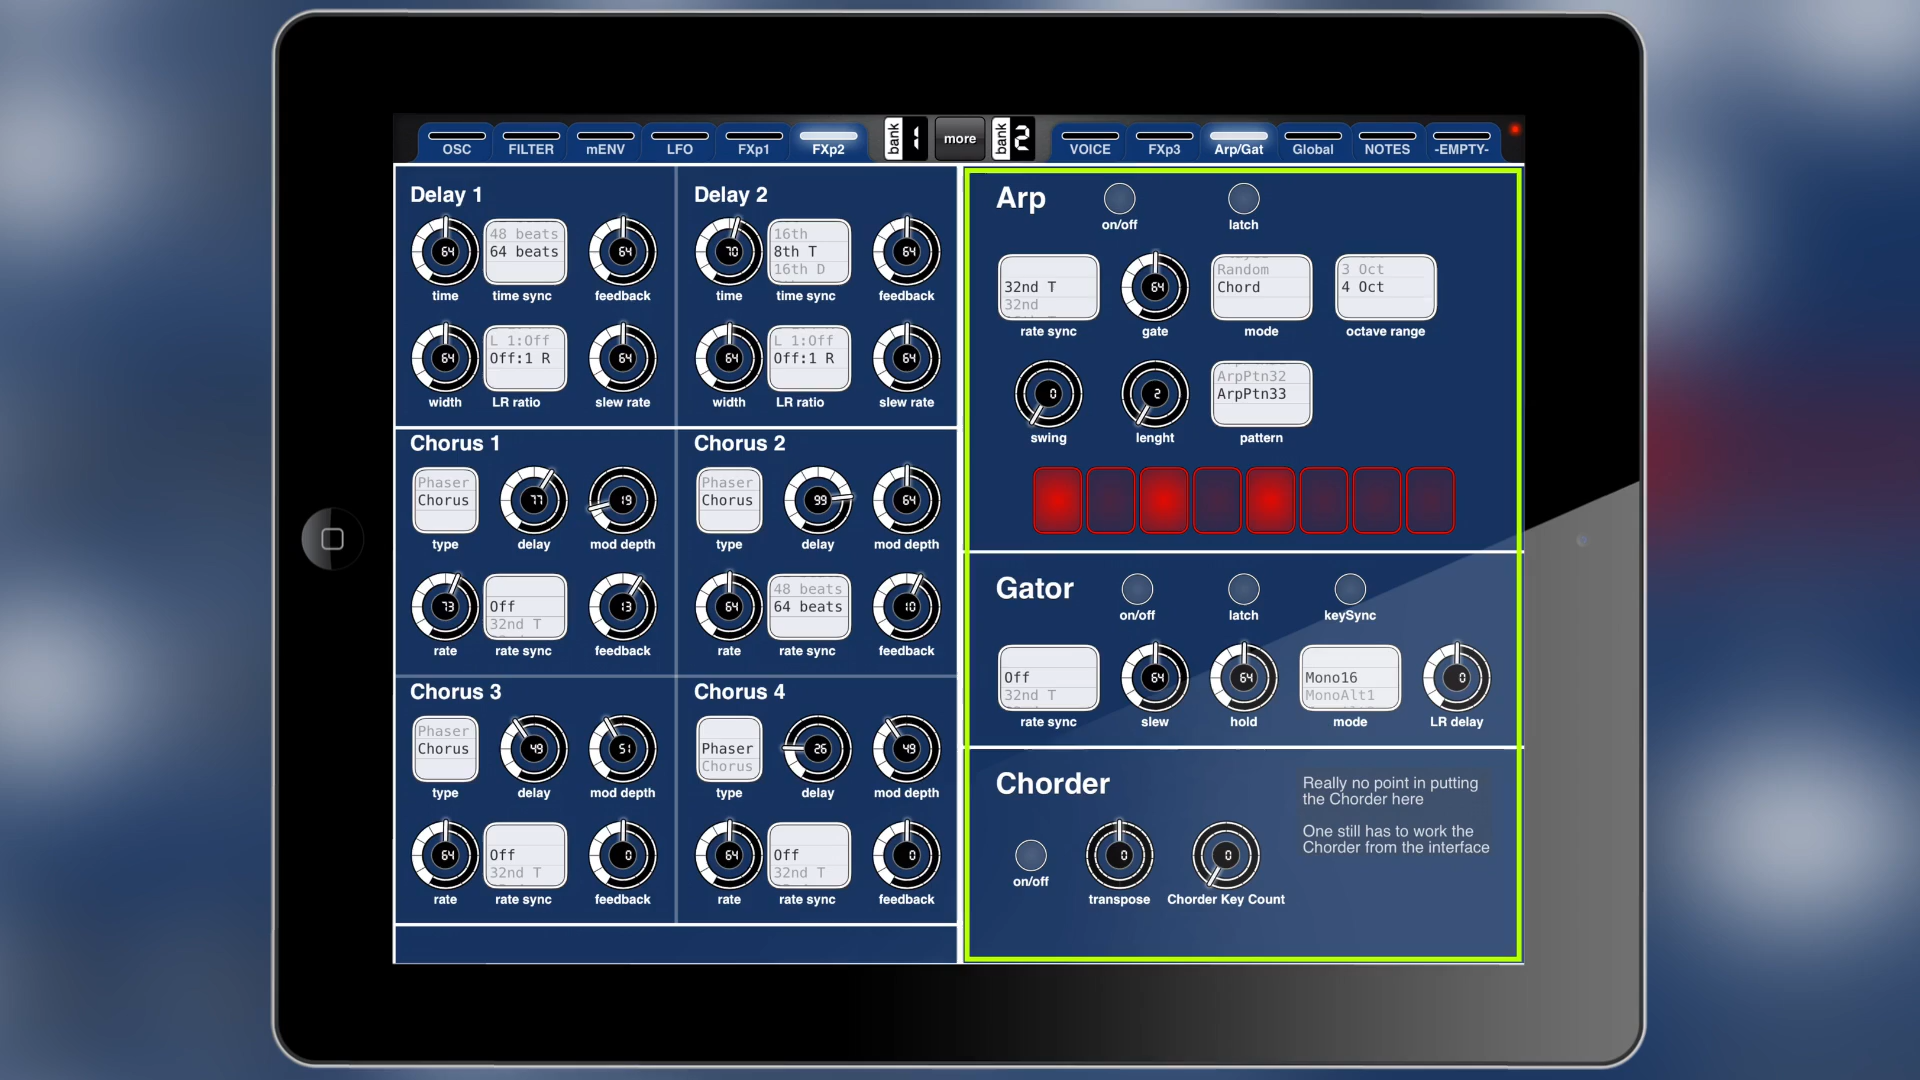 OSC FILTER mENV LFO FXp1 FXp2 bank 1 more bank 2 VOICE FXp3 Arp/Gat Global NOTES -EMPTY-
Delay 1
64 48 beats 64 beats 64
time time sync feedback
64 L 1:Off Off:1 R 64
width LR ratio slew rate
Delay 2
70 16th 8th T 16th D 64
time time sync feedback
64 L 1:Off Off:1 R 64
width LR ratio slew rate
Chorus 1
Phaser Chorus 77 19
type delay mod depth
73 Off 32nd T 13
rate rate sync feedback
Chorus 2
Phaser Chorus 99 64
type delay mod depth
64 48 beats 64 beats 10
rate rate sync feedback
Chorus 3
Phaser Chorus 49 51
type delay mod depth
64 Off 32nd T 0
rate rate sync feedback
Chorus 4
Phaser Chorus 26 49
type delay mod depth
64 Off 32nd T 0
rate rate sync feedback
Arp
on/off latch
32nd T 32nd 64 Random Chord 3 Oct 4 Oct
rate sync gate mode octave range
0 2 ArpPtn32 ArpPtn33
swing lenght pattern
Gator
on/off latch keySync
Off 32nd T 64 64 Mono16 MonoAlt1 0
rate sync slew hold mode LR delay
Chorder
Really no point in putting
the Chorder here
One still has to work the
Chorder from the interface
0 0
on/off transpose Chorder Key Count